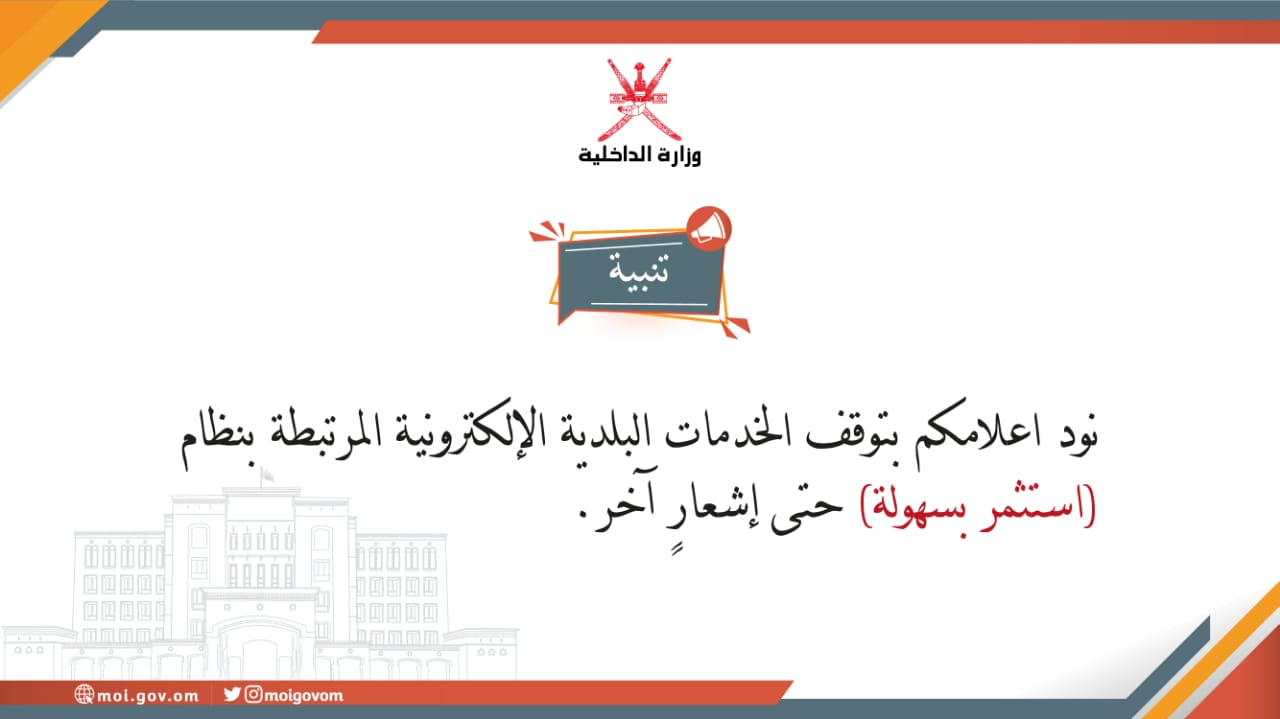 وزارة الداخلية
تنبية
نود اعلامكم بتوقف الخدمات البلدية الإلكترونية المرتبطة بنظام
(استثمر بسهولة) حتى إشعارٍ آخر .
moi.gov.om moigovom